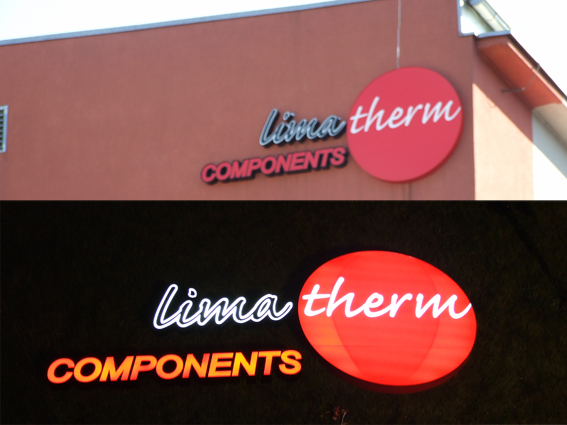 lima therm
COMPONENTS
lima therm
COMPONENTS